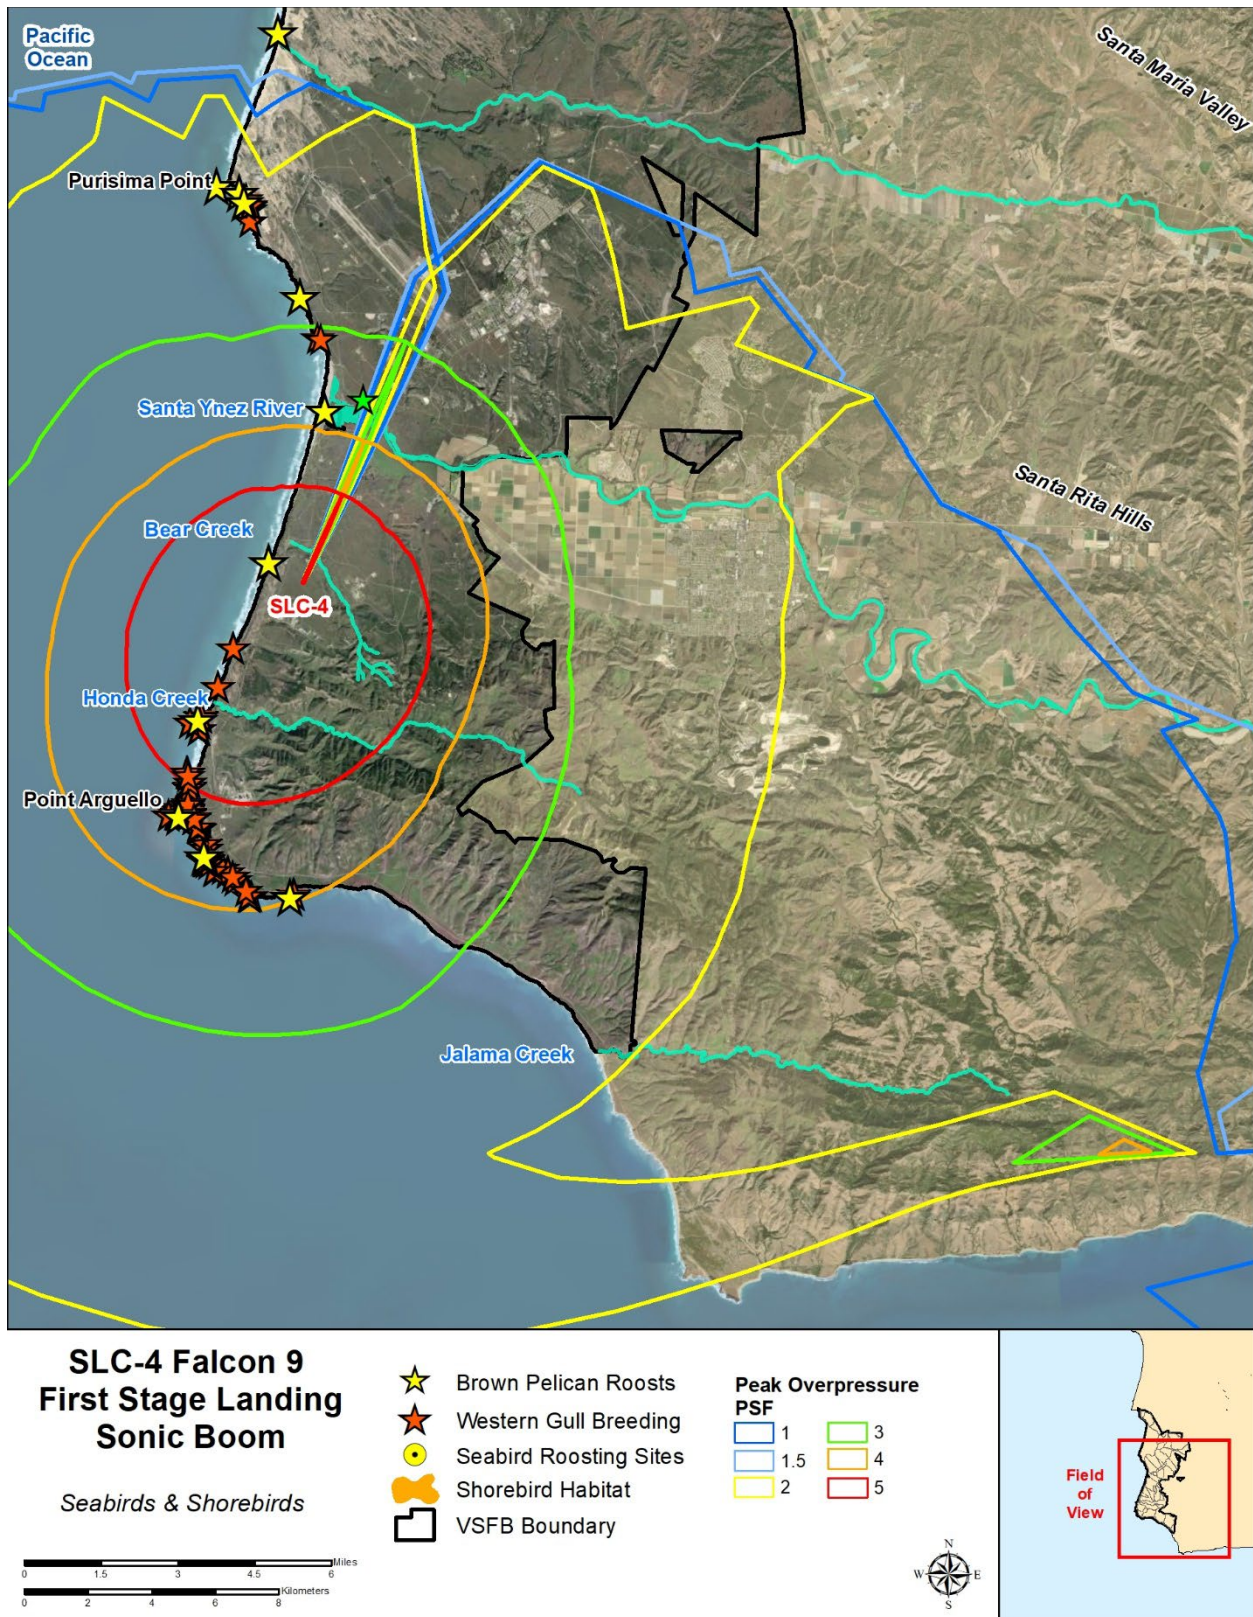 Pacific
Ocean
Santa Maria Valley
Purisima Point
Santa Ynez River
Santa Rita Hills
Bear Creek
SLC-4
Honda Creek
Point Arguello
Jalama Creek
SLC-4 Falcon 9
First Stage Landing
Sonic Boom
Seabirds & Shorebirds
Miles
0 1.5 3 4.5 6
Kilometers
0 2 4 6 8
Brown Pelican Roosts
Western Gull Breeding
Seabird Roosting Sites
Shorebird Habitat
VSFB Boundary
Peak Overpressure
PSF
1 3
1.5 4
2 5
N
W E
S
Field
of
View